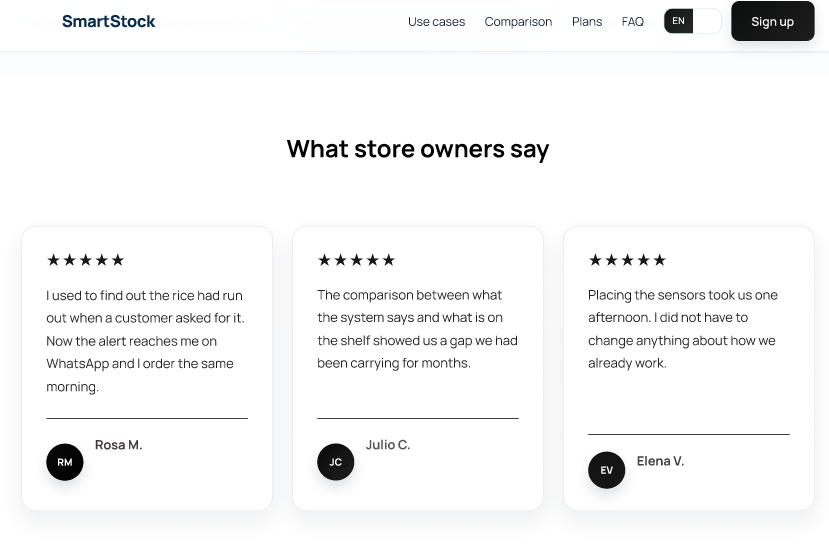 SmartStock
Use cases
Comparison
Plans
FAQ
EN
Sign up
What store owners say
★★★★★
I used to find out the rice had run
out when a customer asked for it.
Now the alert reaches me on
WhatsApp and I order the same
morning.
RM
Rosa M.
★★★★★
The comparison between what
the system says and what is on
the shelf showed us a gap we had
been carrying for months.
JC
Julio C.
★★★★★
Placing the sensors took us one
afternoon. I did not have to
change anything about how we
already work.
EV
Elena V.